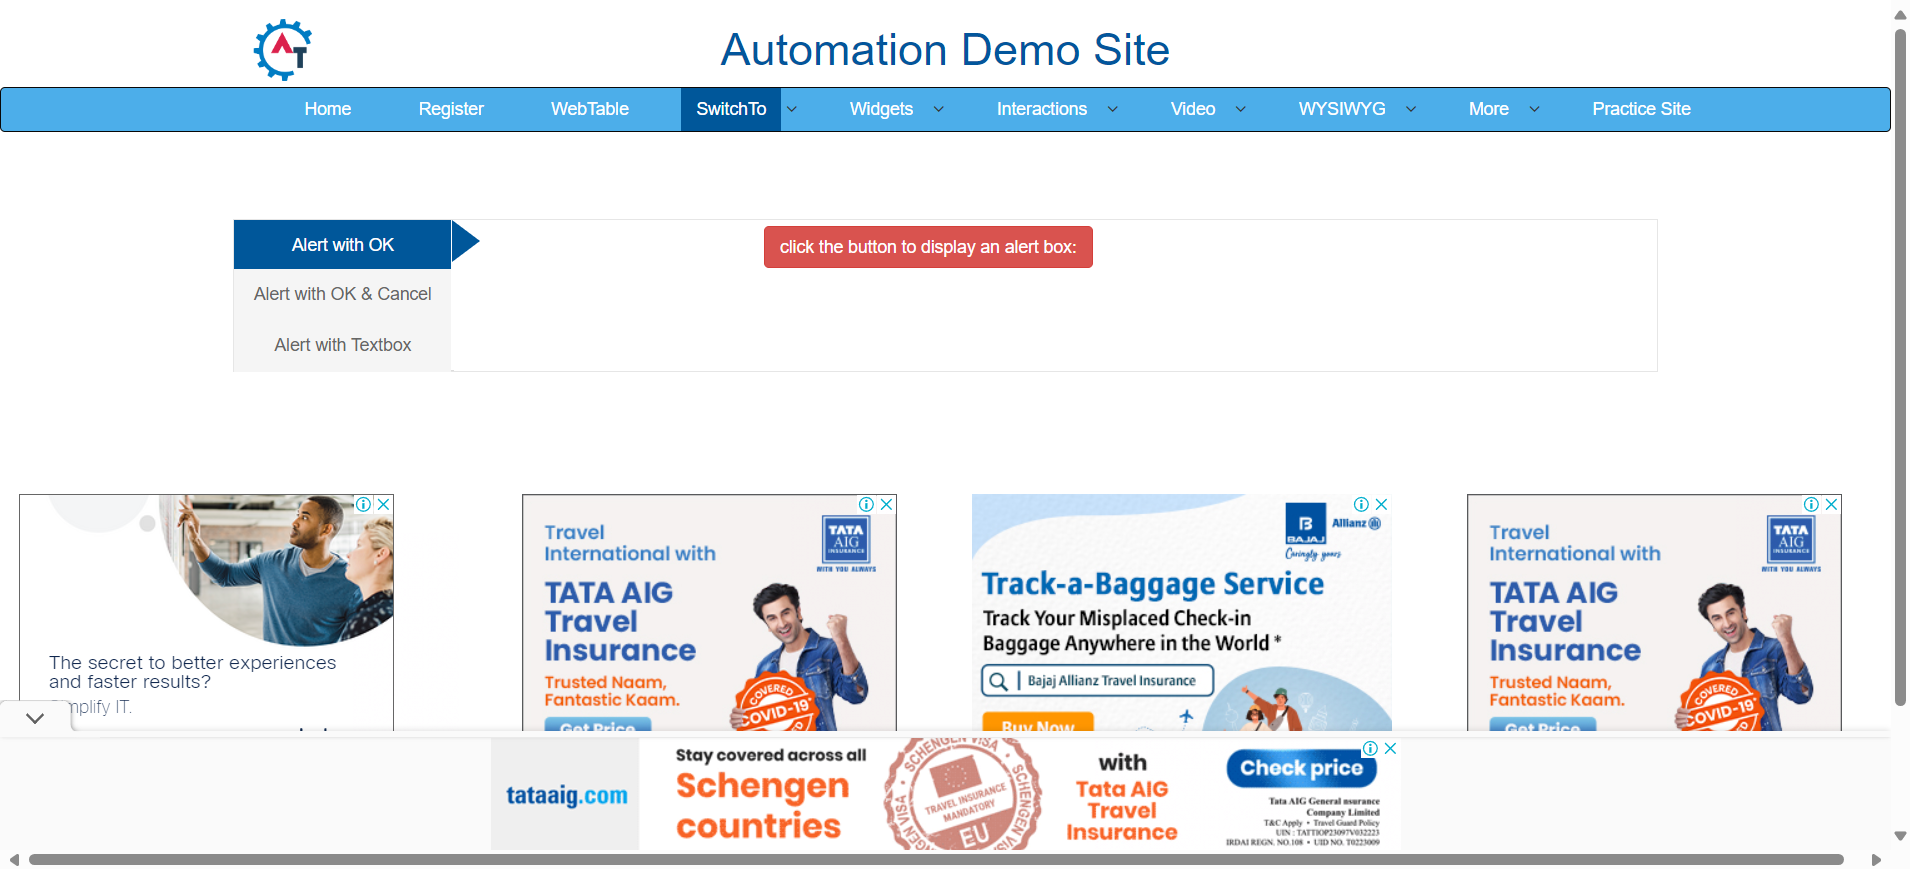 AT
Automation Demo Site
Home Register WebTable SwitchTo Widgets Interactions Video WYSIWYG More Practice Site
Alert with OK
click the button to display an alert box:
Alert with OK & Cancel
Alert with Textbox
The secret to better experiences
and faster results?
mplify IT.
Travel
International with
TATA AIG
Travel
Insurance
Trusted Naam,
Fantastic Kaam.
Get Price
TATA
AIG
INSURANCE
WITH YOU ALWAYS
COVERED
COVID-19
B
BAJAJ
Allianz
Caringly yours
Track-a-Baggage Service
Track Your Misplaced Check-in
Baggage Anywhere in the World *
Bajaj Allianz Travel Insurance
Buy Now
Travel
International with
TATA AIG
Travel
Insurance
Trusted Naam,
Fantastic Kaam.
Get Price
TATA
AIG
INSURANCE
WITH YOU ALWAYS
COVERED
COVID-19
tataaig.com
Stay covered across all
Schengen
countries
SCHENGEN VISA
TRAVEL INSURANCE
MANDATORY
EU
SCHENGEN VISA
with
Tata AIG
Travel
Insurance
Check price
Tata AIG General nsurance
Company Limited
T&C Apply • Travel Guard Policy
UIN : TATTIOP23097V032223
IRDAI REGN. NO.108 • UID NO. T0223009